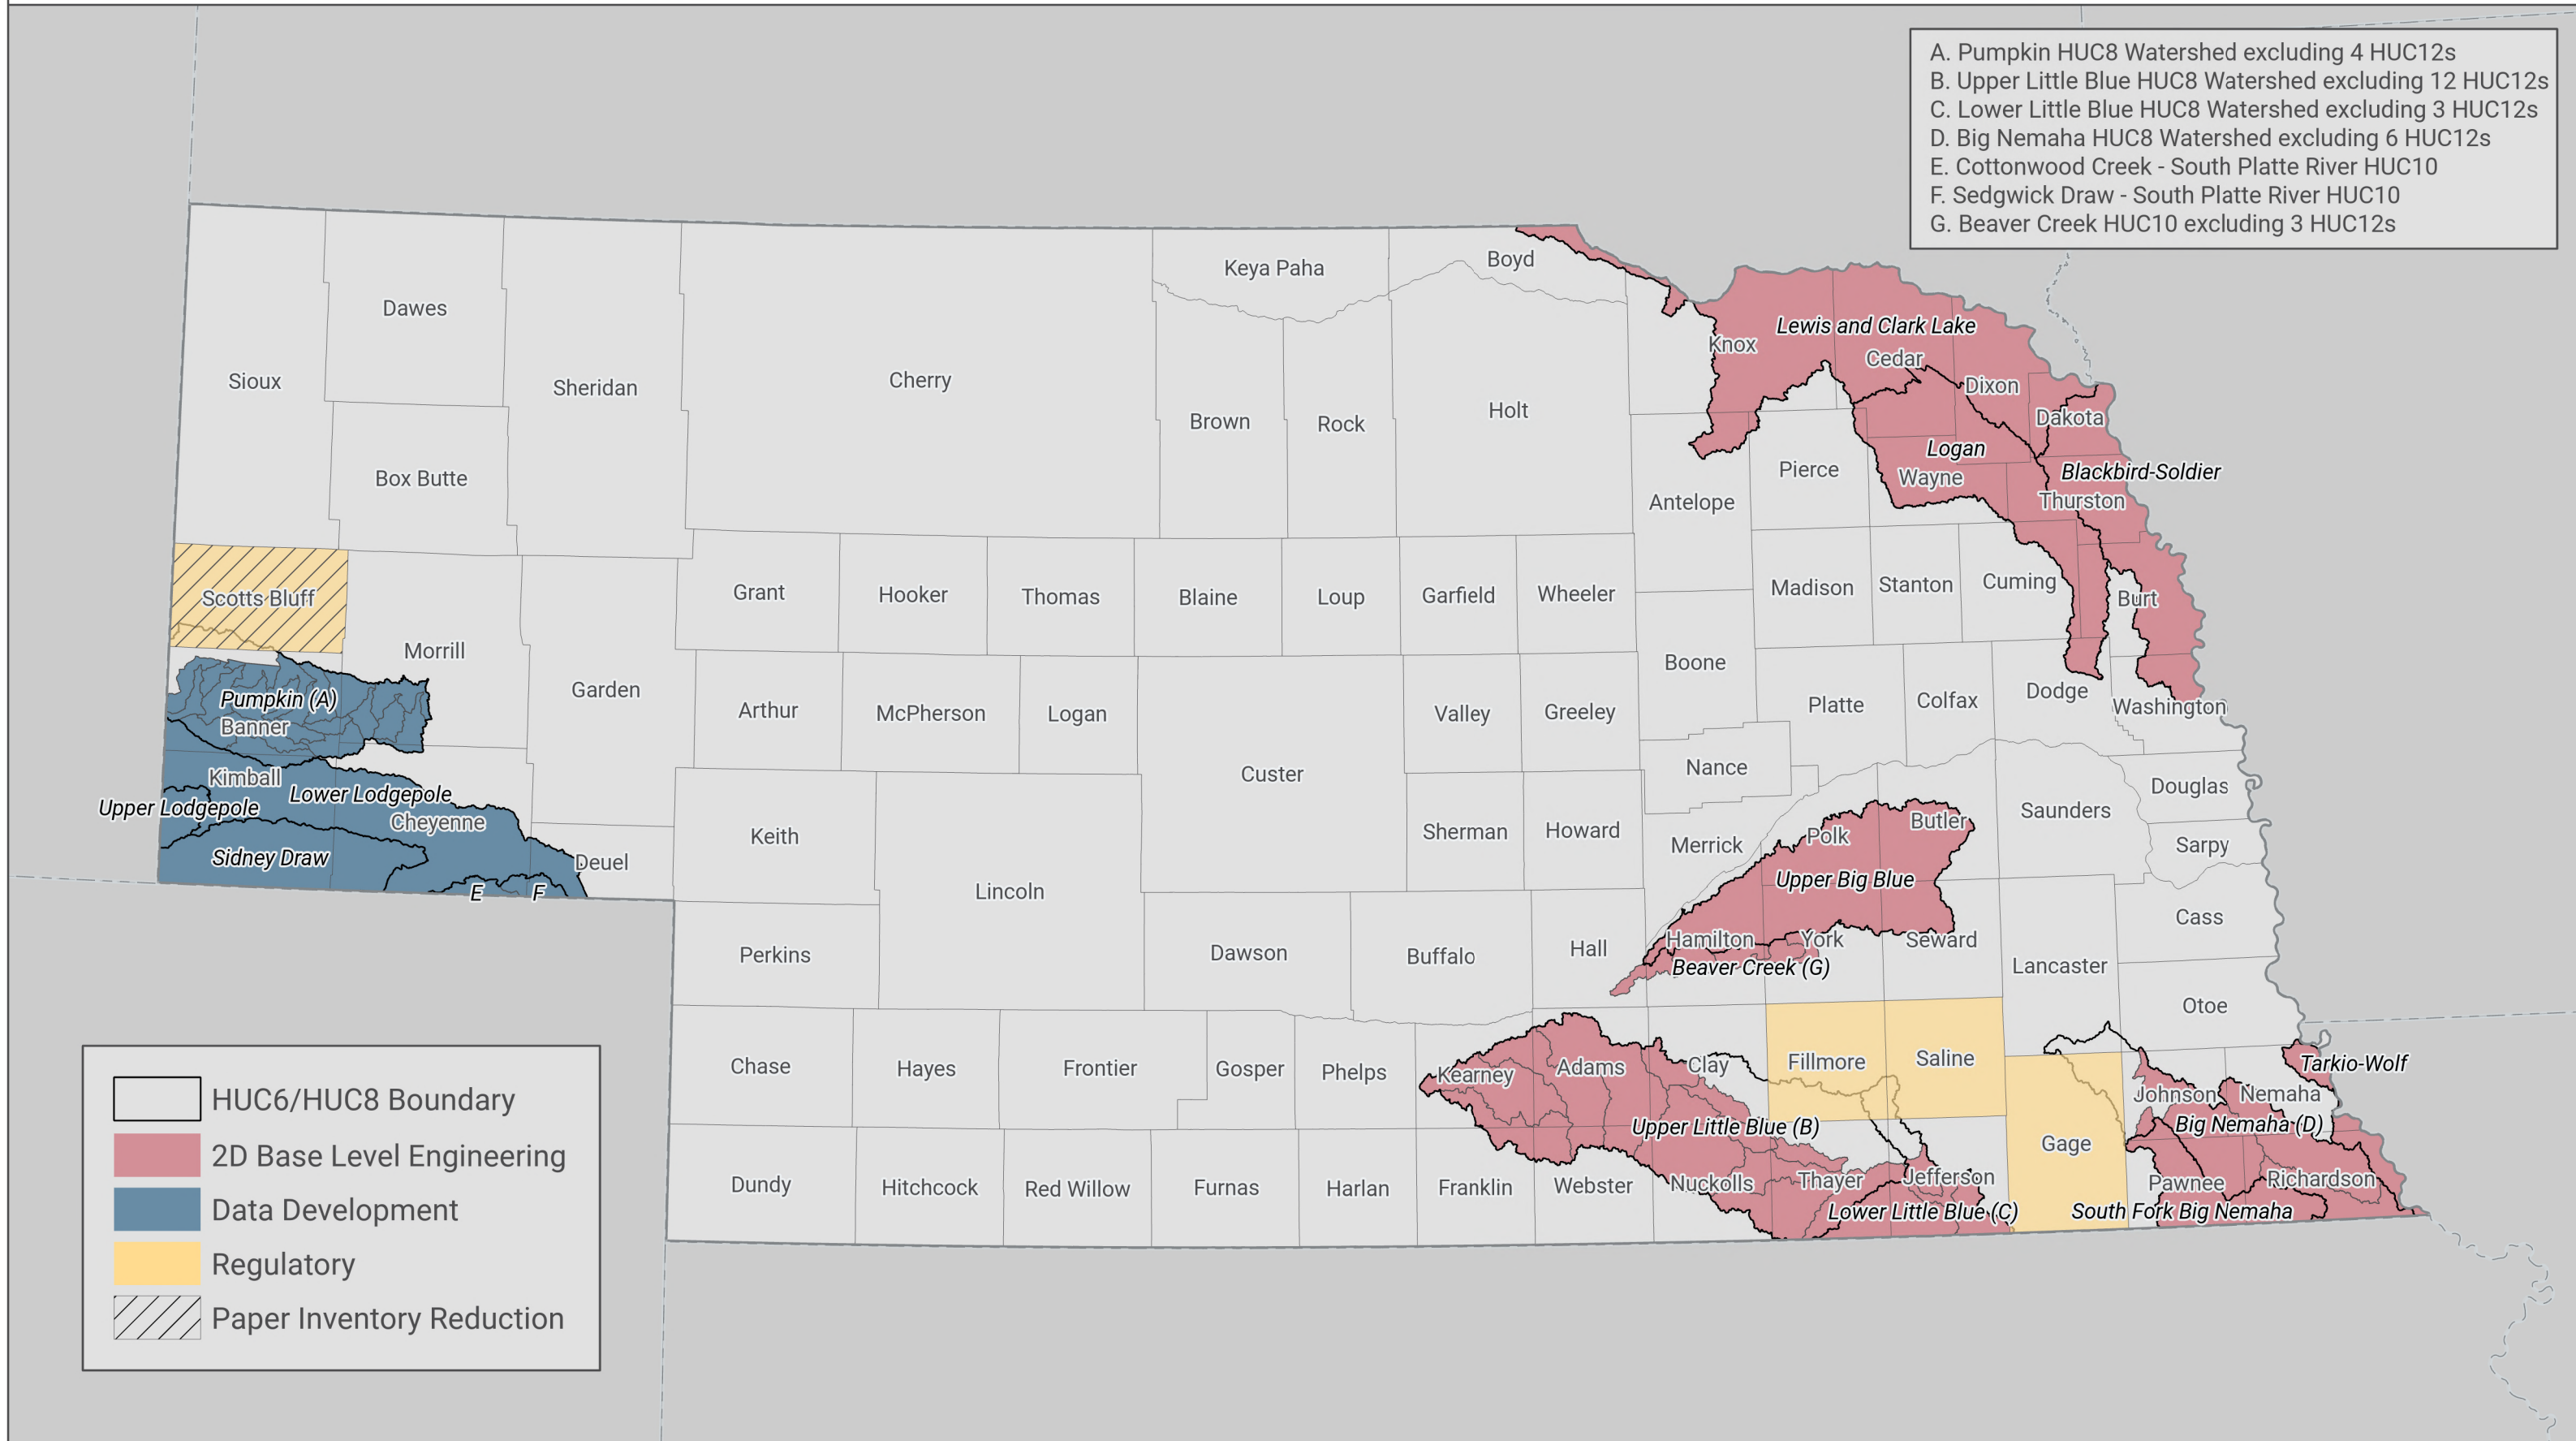 A. Pumpkin HUC8 Watershed excluding 4 HUC12s
B. Upper Little Blue HUC8 Watershed excluding 12 HUC12s
C. Lower Little Blue HUC8 Watershed excluding 3 HUC12s
D. Big Nemaha HUC8 Watershed excluding 6 HUC12s
E. Cottonwood Creek - South Platte River HUC10
F. Sedgwick Draw - South Platte River HUC10
G. Beaver Creek HUC10 excluding 3 HUC12s
Boyd
Keya Paha
Dawes
Lewis and Clark Lake
Knox
Cedar
Sioux
Sheridan
Cherry
Dixon
Holt
Brown
Rock
Dakota
Logan
Box Butte
Pierce
Wayne
Blackbird-Soldier
Antelope
Thurston
Scotts Bluff
Grant
Hooker
Thomas
Blaine
Loup
Garfield
Wheeler
Madison
Stanton
Cuming
Burt
Morrill
Boone
Garden
Pumpkin (A)
Banner
Arthur
McPherson
Logan
Valley
Greeley
Platte
Colfax
Dodge
Washington
Kimball
Lower Lodgepole
Upper Lodgepole
Cheyenne
Custer
Nance
Douglas
Saunders
Keith
Sherman
Howard
Merrick
Polk
Butler
Sarpy
Sidney Draw
Deuel
E
F
Lincoln
Upper Big Blue
Cass
Perkins
Dawson
Buffalo
Hall
Hamilton
York
Seward
Beaver Creek (G)
Lancaster
Otoe
Chase
Hayes
Frontier
Gosper
Phelps
Kearney
Adams
Clay
Fillmore
Saline
Tarkio-Wolf
Johnson
Nemaha
Upper Little Blue (B)
Big Nemaha (D)
Gage
Dundy
Hitchcock
Red Willow
Furnas
Harlan
Franklin
Webster
Nuckolls
Thayer
Jefferson
Pawnee
Richardson
Lower Little Blue (C)
South Fork Big Nemaha
HUC6/HUC8 Boundary
2D Base Level Engineering
Data Development
Regulatory
Paper Inventory Reduction